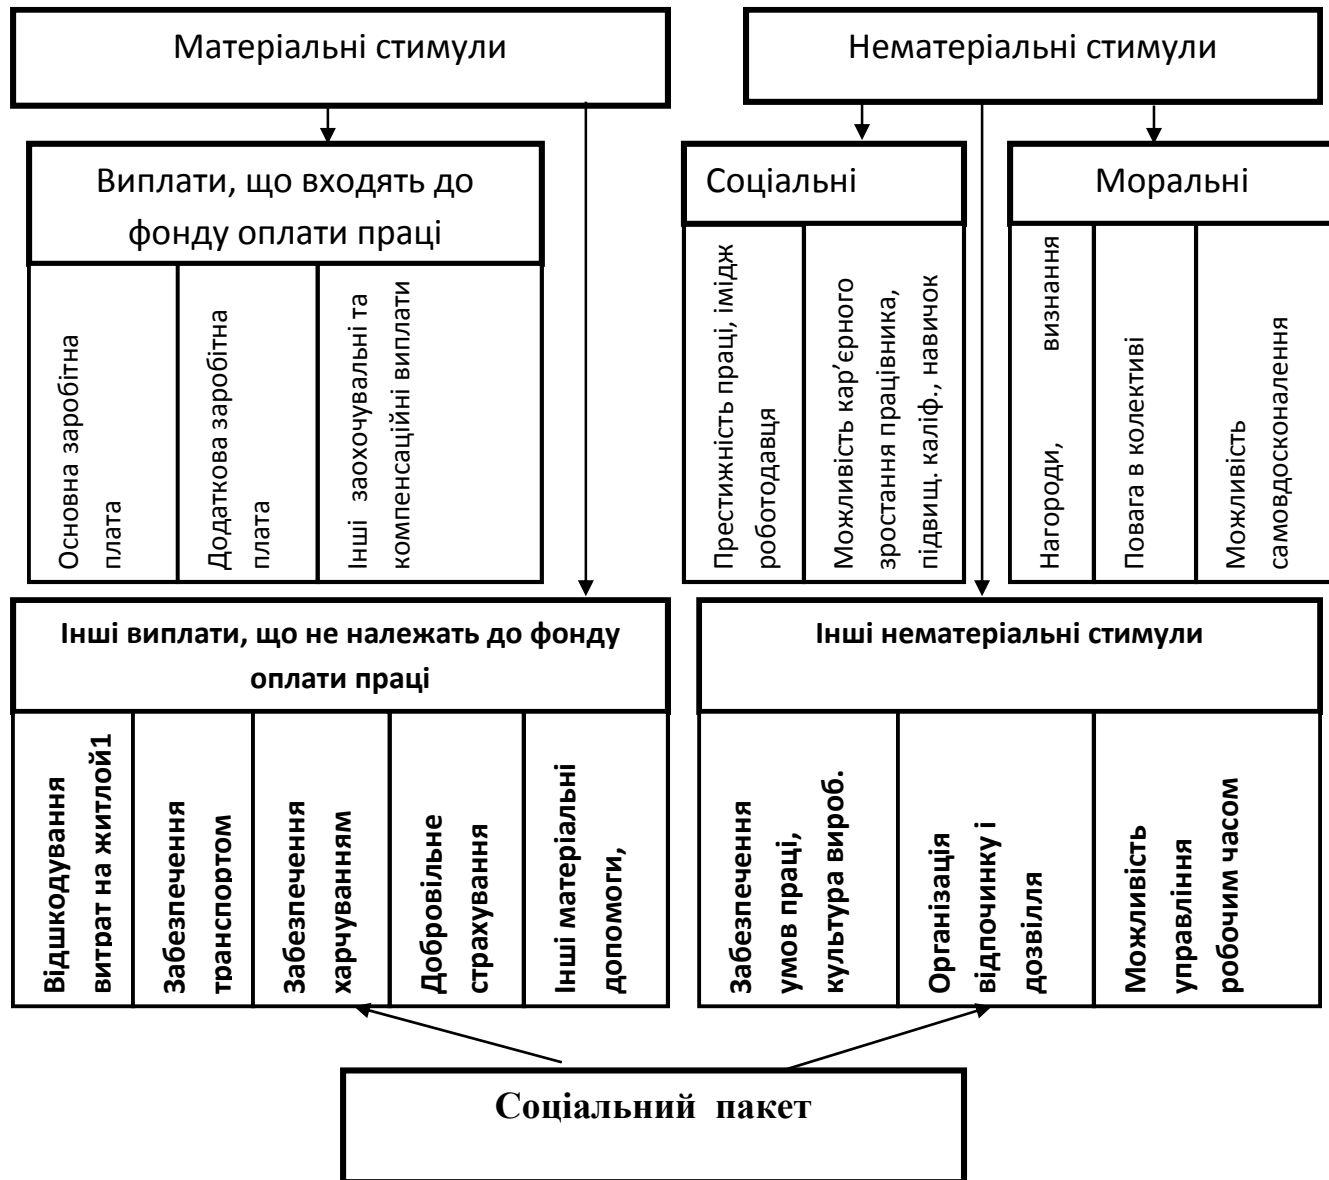 Матеріальні стимули
Нематеріальні стимули
Виплати, що входять до
фонду оплати праці
Соціальні
Моральні
Основна заробітна
плата
Додаткова заробітна
плата
Інші заохочувальні та
компенсаційні виплати
Престижність праці, імідж
роботодавця
Можливість кар’єрного
зростання працівника,
підвищ. каліф., навичок
Нагороди, визнання
Повага в колективі
Можливість
самовдосконалення
Інші виплати, що не належать до фонду
оплати праці
Інші нематеріальні стимули
Відшкодування
витрат на житлой1
Забезпечення
транспортом
Забезпечення
харчуванням
Добровільне
страхування
Інші матеріальні
допомоги,
Забезпечення
умов праці,
культура вироб.
Організація
відпочинку і
дозвілля
Можливість
управління
робочим часом
Соціальний пакет